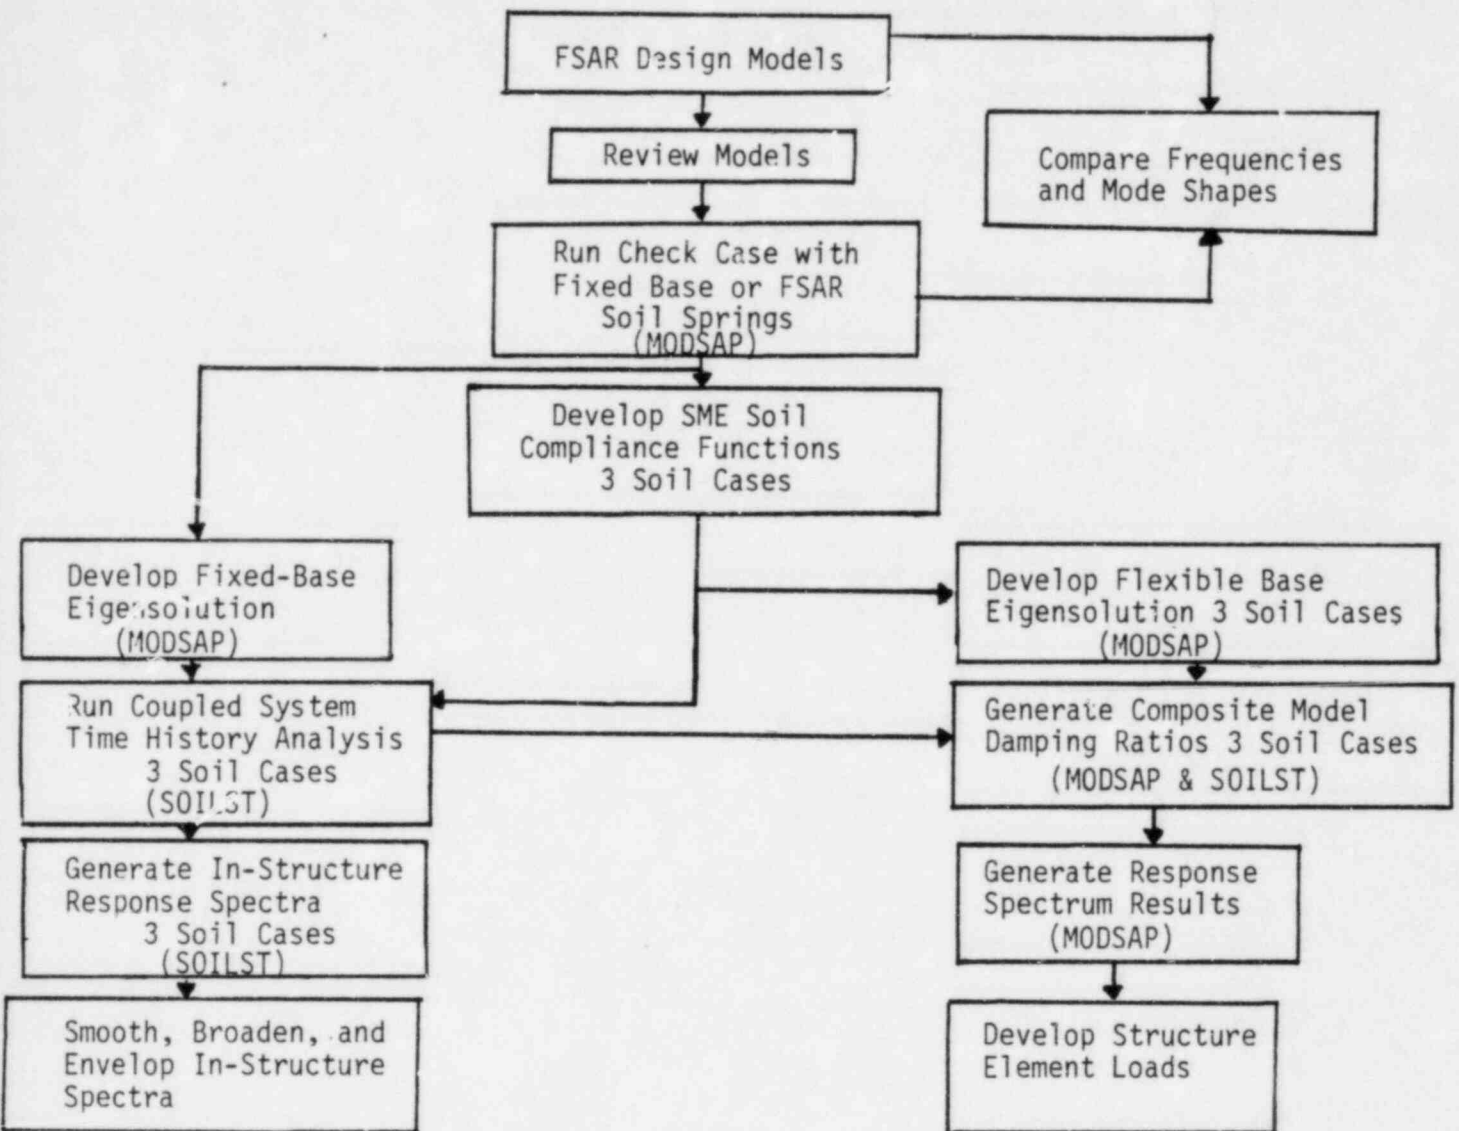 FSAR Design Models
Review Models
Compare Frequencies
and Mode Shapes
Run Check Case with
Fixed Base or FSAR
Soil Springs
(MODSAP)
Develop SME Soil
Compliance Functions
3 Soil Cases
Develop Fixed-Base
Eigensolution
(MODSAP)
Develop Flexible Base
Eigensolution 3 Soil Cases
(MODSAP)
Run Coupled System
Time History Analysis
3 Soil Cases
(SOILST)
Generate Composite Model
Damping Ratios 3 Soil Cases
(MODSAP & SOILST)
Generate In-Structure
Response Spectra
3 Soil Cases
(SOILST)
Generate Response
Spectrum Results
(MODSAP)
Smooth, Broaden, and
Envelop In-Structure
Spectra
Develop Structure
Element Loads